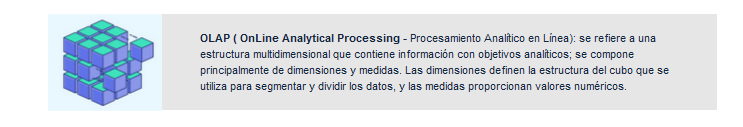 OLAP ( OnLine Analytical Processing - Procesamiento Analítico en Línea): se refiere a una
estructura multidimensional que contiene información con objetivos analíticos; se compone
principalmente de dimensiones y medidas. Las dimensiones definen la estructura del cubo que se
utiliza para segmentar y dividir los datos, y las medidas proporcionan valores numéricos.